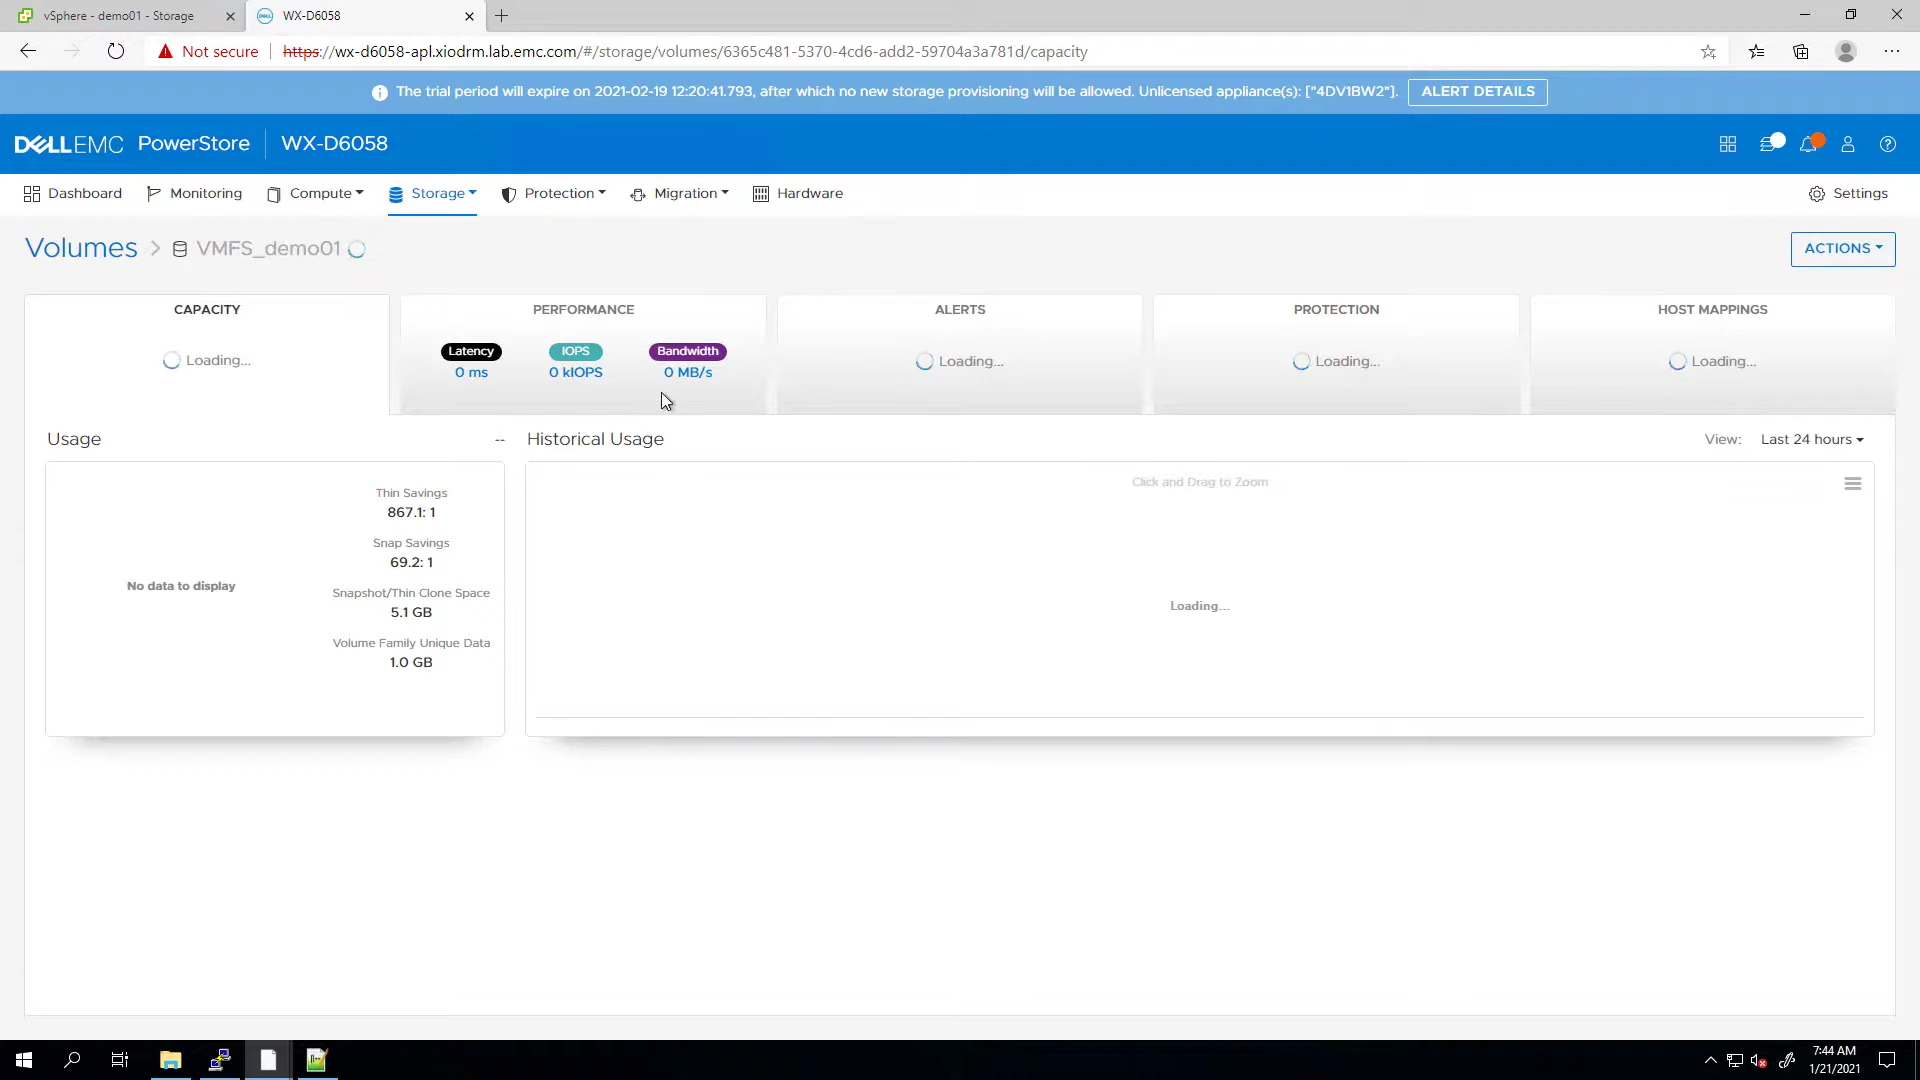 vSphere - demo01 - Storage
WX-D6058
Not secure
https://wx-d6058-apl.xiodrm.lab.emc.com/#/storage/volumes/6365c481-5370-4cd6-add2-59704a3a781d/capacity
The trial period will expire on 2021-02-19 12:20:41.793, after which no new storage provisioning will be allowed. Unlicensed appliance(s): ["4DV1BW2"].
ALERT DETAILS
DELLEMC PowerStore WX-D6058
Dashboard
Monitoring
Compute
Storage
Protection
Migration
Hardware
Settings
Volumes > VMFS_demo01
ACTIONS
CAPACITY
Loading...
PERFORMANCE
Latency
IOPS
Bandwidth
0 ms
0 kIOPS
0 MB/s
ALERTS
Loading...
PROTECTION
Loading...
HOST MAPPINGS
Loading...
Usage
--
No data to display
Thin Savings
867.1: 1
Snap Savings
69.2: 1
Snapshot/Thin Clone Space
5.1 GB
Volume Family Unique Data
1.0 GB
Historical Usage
View: Last 24 hours
Click and Drag to Zoom
Loading...
7:44 AM
1/21/2021